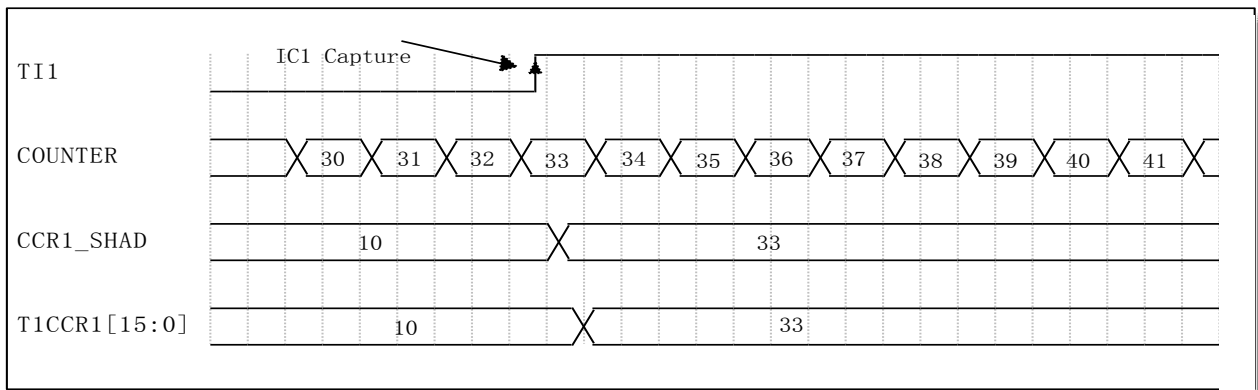 IC1 Capture
TI1
COUNTER 30 31 32 33 34 35 36 37 38 39 40 41
CCR1_SHAD 10 33
T1CCR1[15:0] 10 33